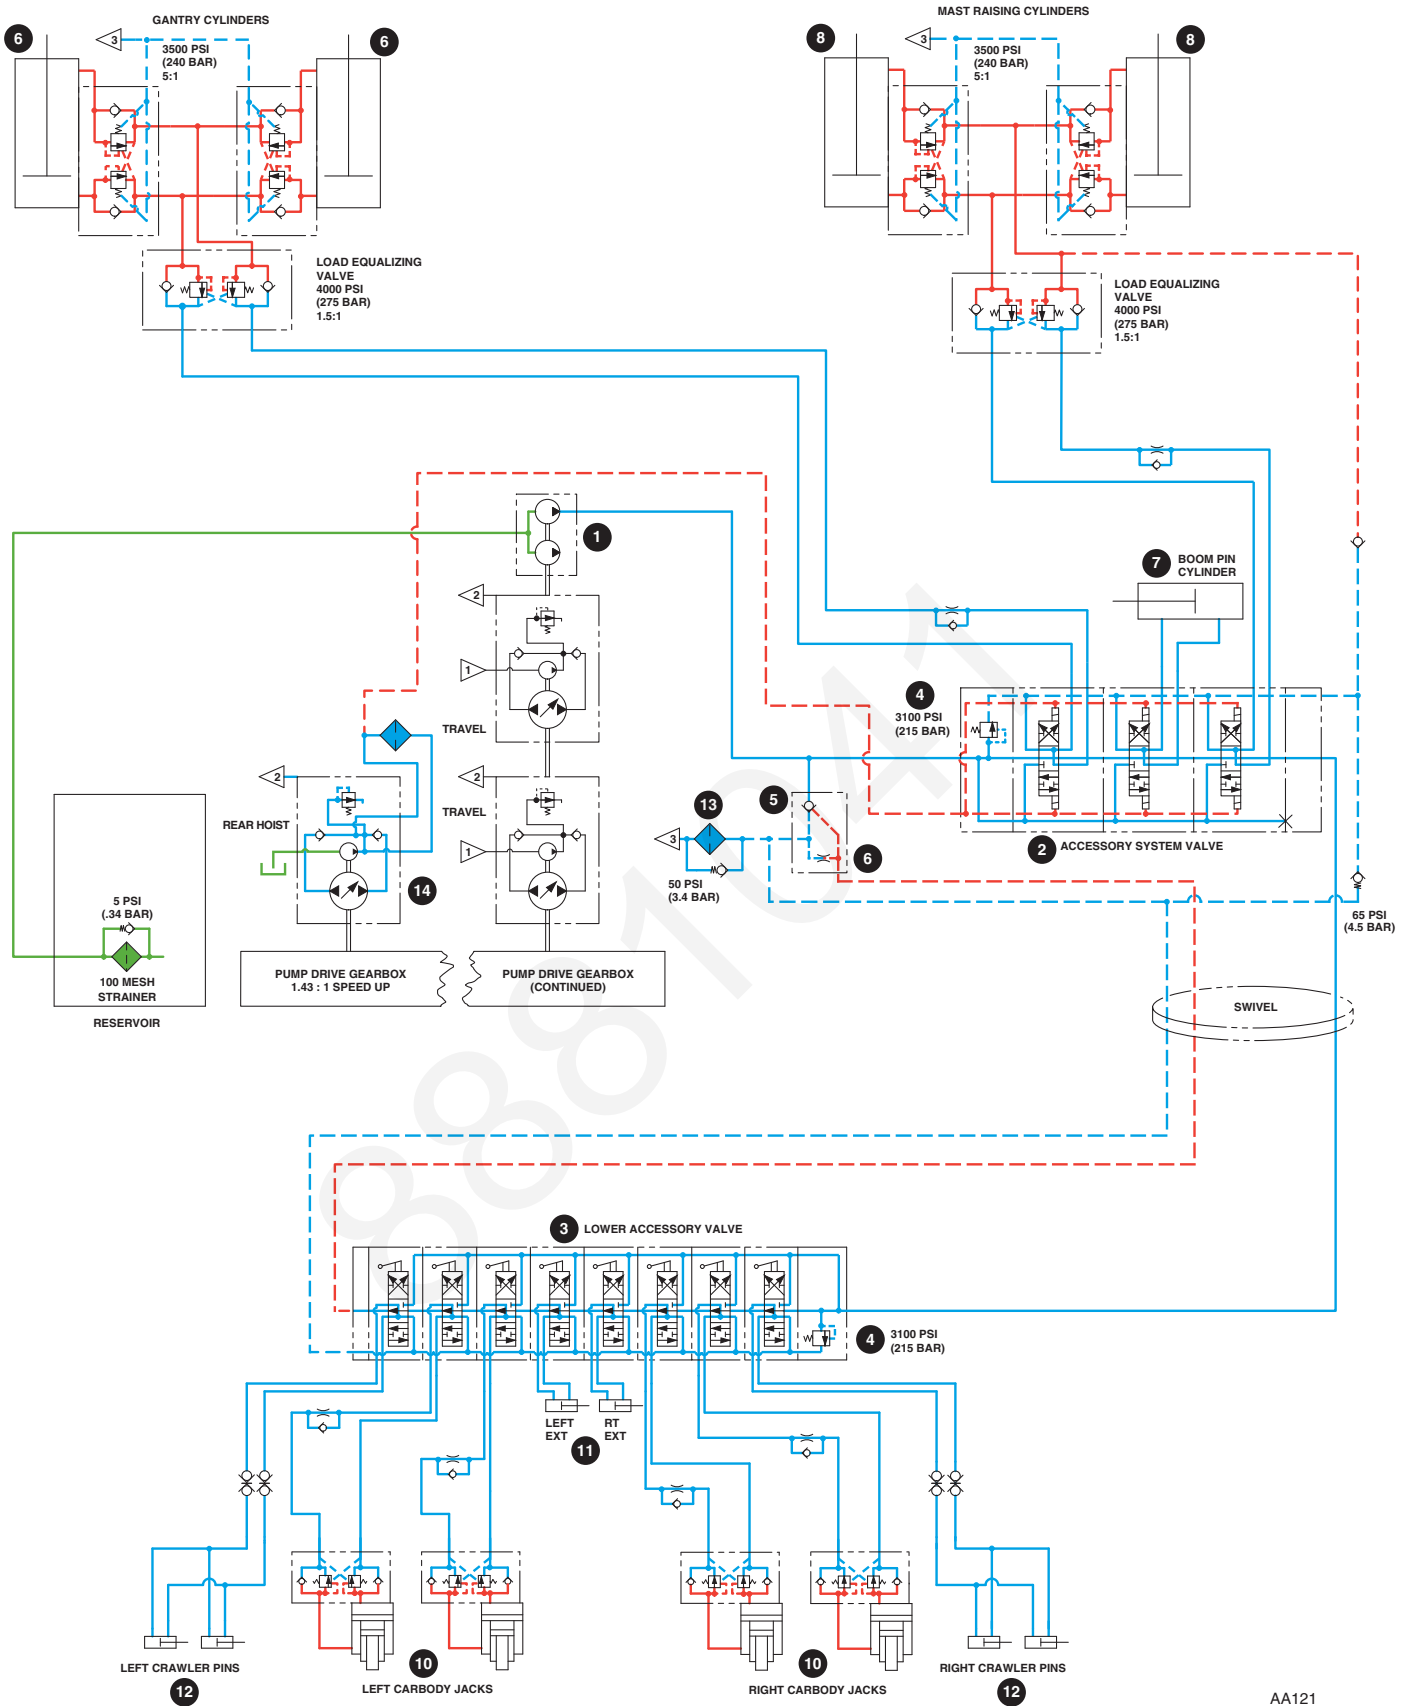 GANTRY CYLINDERS
6
3
6
3500 PSI
(240 BAR)
5:1
MAST RAISING CYLINDERS
8
3
8
3500 PSI
(240 BAR)
5:1
LOAD EQUALIZING
VALVE
4000 PSI
(275 BAR)
1.5:1
LOAD EQUALIZING
VALVE
4000 PSI
(275 BAR)
1.5:1
1
7
BOOM PIN
CYLINDER
2
1
TRAVEL
4
3100 PSI
(215 BAR)
2
REAR HOIST
2
TRAVEL
1
14
5
13
3
6
50 PSI
(3.4 BAR)
2
ACCESSORY SYSTEM VALVE
65 PSI
(4.5 BAR)
5 PSI
(.34 BAR)
100 MESH
STRAINER
RESERVOIR
PUMP DRIVE GEARBOX
1.43 : 1 SPEED UP
PUMP DRIVE GEARBOX
(CONTINUED)
SWIVEL
8881041
3
LOWER ACCESSORY VALVE
4
3100 PSI
(215 BAR)
LEFT
EXT
RT
EXT
11
LEFT CRAWLER PINS
12
10
LEFT CARBODY JACKS
10
RIGHT CARBODY JACKS
RIGHT CRAWLER PINS
12
AA121